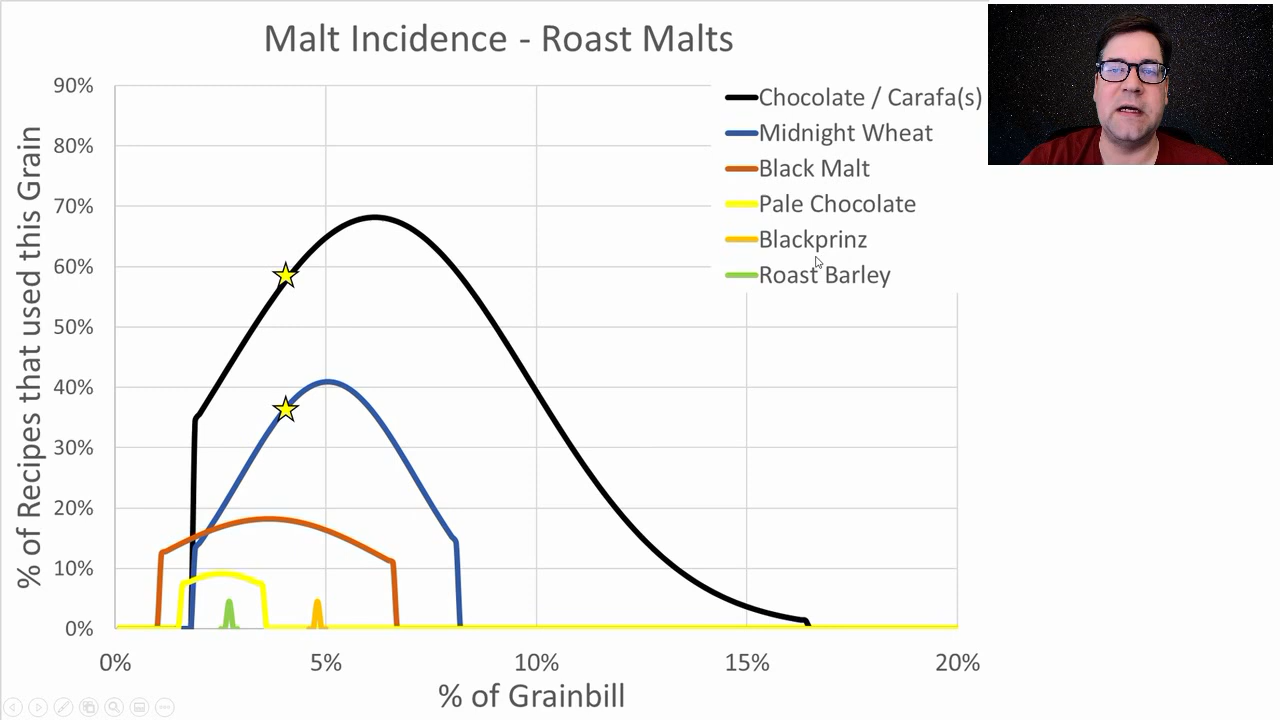 Malt Incidence - Roast Malts
% of Recipes that used this Grain
90%
80%
70%
60%
50%
40%
30%
20%
10%
0%
Chocolate / Carafa(s)
Midnight Wheat
Black Malt
Pale Chocolate
Blackprinz
Roast Barley
0% 5% 10% 15% 20%
% of Grainbill